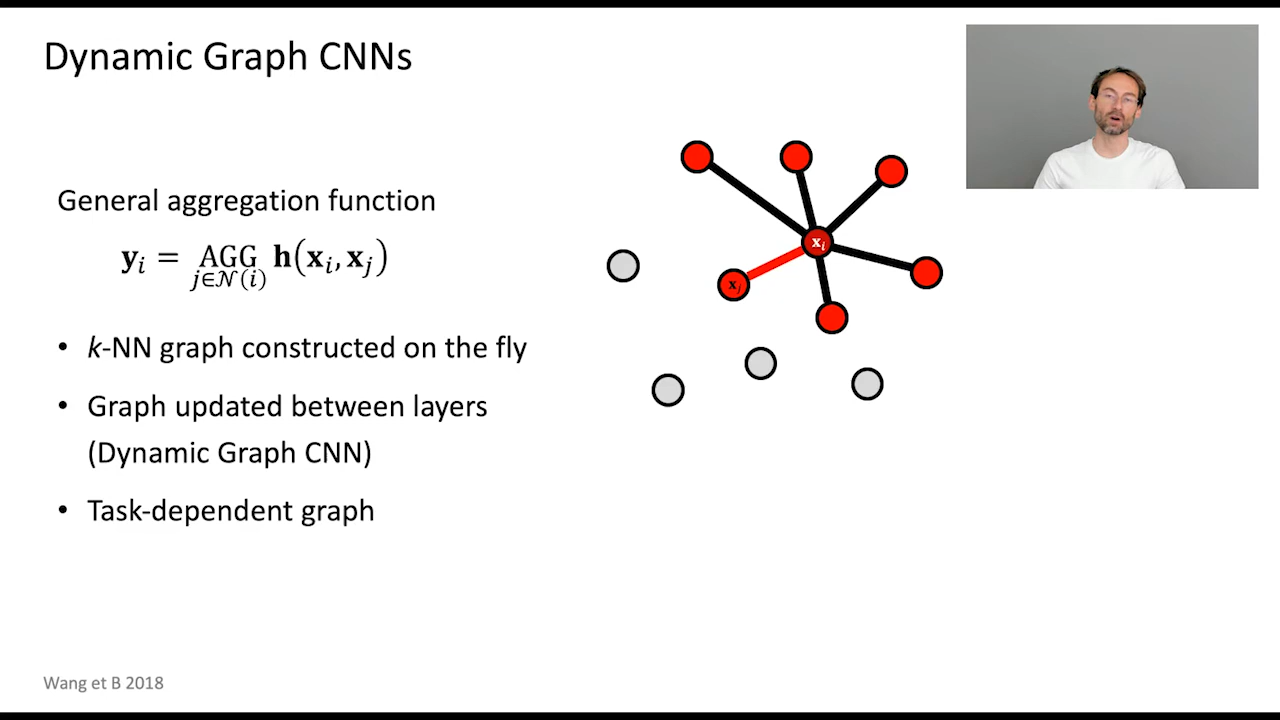 Dynamic Graph CNNs
General aggregation function
𝐲ᵢ = AGG 𝐡(𝐱ᵢ, 𝐱ⱼ)
j∈𝒩(i)
• k-NN graph constructed on the fly
• Graph updated between layers
(Dynamic Graph CNN)
• Task-dependent graph
𝐱ᵢ
𝐱ⱼ
Wang et B 2018